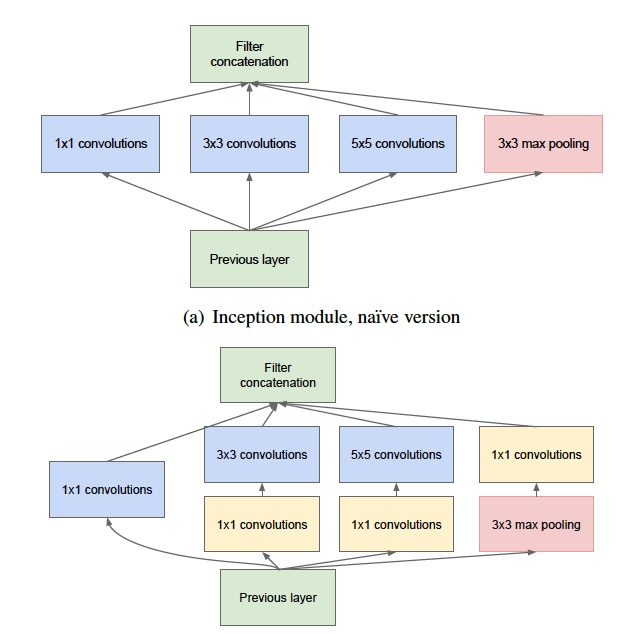 Filter
concatenation
1x1 convolutions
3x3 convolutions
5x5 convolutions
3x3 max pooling
Previous layer
(a) Inception module, naïve version
Filter
concatenation
3x3 convolutions
5x5 convolutions
1x1 convolutions
1x1 convolutions
1x1 convolutions
1x1 convolutions
3x3 max pooling
Previous layer